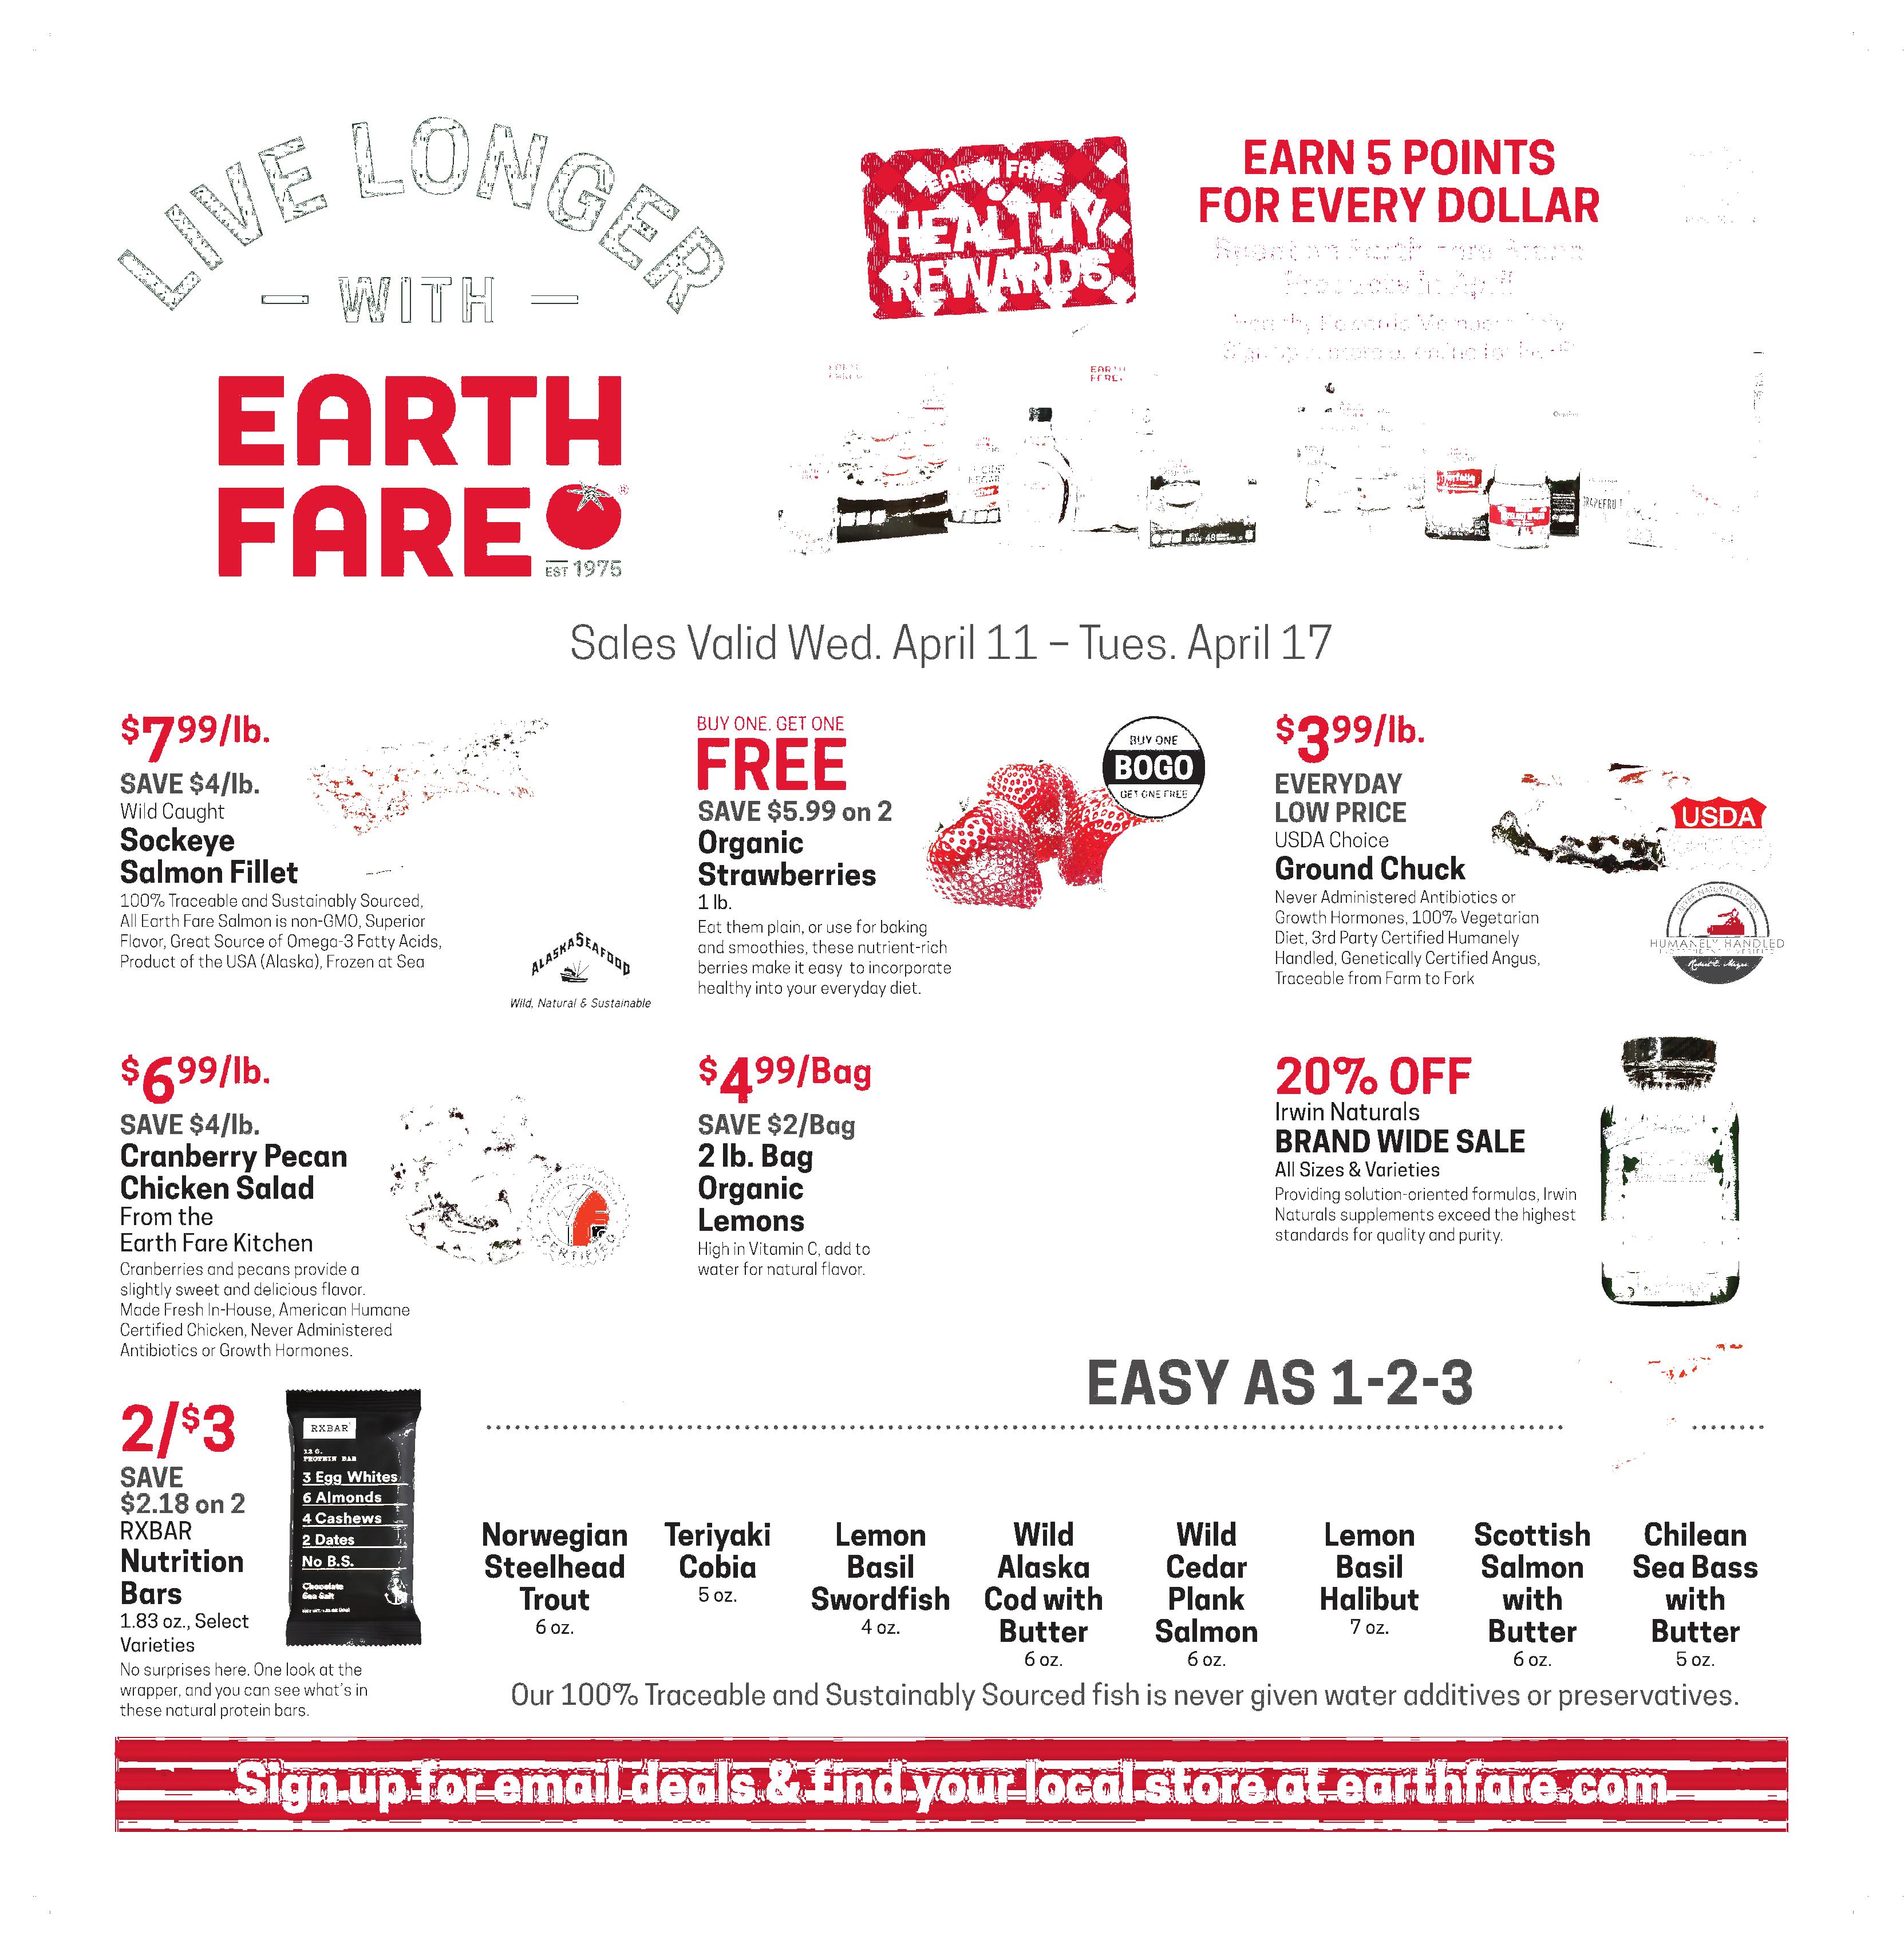 LIVE LONGER
WITH
EARTH
FARE
EST 1975
EARTH FARE
HEALTHY
REWARDS
EARN 5 POINTS
FOR EVERY DOLLAR
Sales Valid Wed. April 11 – Tues. April 17
$7 99/lb.
SAVE $4/lb.
Wild Caught
Sockeye
Salmon Fillet
100% Traceable and Sustainably Sourced,
All Earth Fare Salmon is non-GMO, Superior
Flavor, Great Source of Omega-3 Fatty Acids,
Product of the USA (Alaska), Frozen at Sea
ALASKA SEAFOOD
Wild, Natural & Sustainable
BUY ONE, GET ONE
FREE
SAVE $5.99 on 2
Organic
Strawberries
1 lb.
Eat them plain, or use for baking
and smoothies, these nutrient-rich
berries make it easy to incorporate
healthy into your everyday diet.
BUY ONE
BOGO
GET ONE FREE
$3 99/lb.
EVERYDAY
LOW PRICE
USDA Choice
Ground Chuck
Never Administered Antibiotics or
Growth Hormones, 100% Vegetarian
Diet, 3rd Party Certified Humanely
Handled, Genetically Certified Angus,
Traceable from Farm to Fork
USDA
HUMANELY HANDLED
$6 99/lb.
SAVE $4/lb.
Cranberry Pecan
Chicken Salad
From the
Earth Fare Kitchen
Cranberries and pecans provide a
slightly sweet and delicious flavor.
Made Fresh In-House, American Humane
Certified Chicken, Never Administered
Antibiotics or Growth Hormones.
CERTIFIED
$4 99/Bag
SAVE $2/Bag
2 lb. Bag
Organic
Lemons
High in Vitamin C, add to
water for natural flavor.
20% OFF
Irwin Naturals
BRAND WIDE SALE
All Sizes & Varieties
Providing solution-oriented formulas, Irwin
Naturals supplements exceed the highest
standards for quality and purity.
2/$3
SAVE
$2.18 on 2
RXBAR
Nutrition
Bars
1.83 oz., Select
Varieties
No surprises here. One look at the
wrapper, and you can see what's in
these natural protein bars.
RXBAR
12 G.
PROTEIN BAR
3 Egg Whites
6 Almonds
4 Cashews
2 Dates
No B.S.
Chocolate
Sea Salt
EASY AS 1-2-3
Norwegian
Steelhead
Trout
6 oz.
Teriyaki
Cobia
5 oz.
Lemon
Basil
Swordfish
4 oz.
Wild
Alaska
Cod with
Butter
6 oz.
Wild
Cedar
Plank
Salmon
6 oz.
Lemon
Basil
Halibut
7 oz.
Scottish
Salmon
with
Butter
6 oz.
Chilean
Sea Bass
with
Butter
5 oz.
Our 100% Traceable and Sustainably Sourced fish is never given water additives or preservatives.
Sign up for email deals & find your local store at earthfare.com